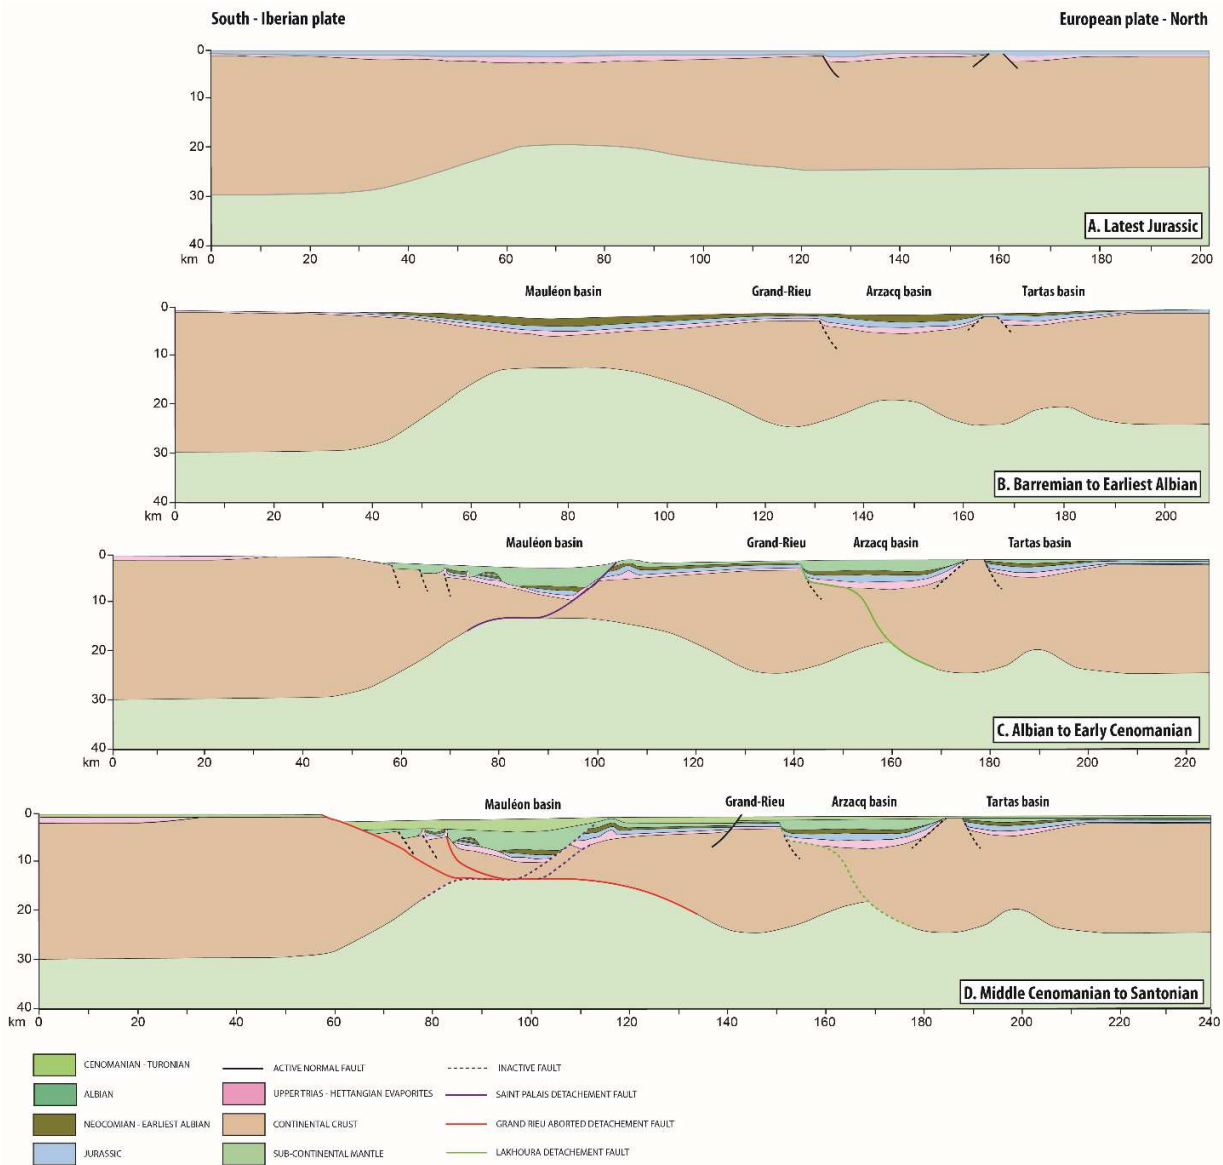 South - Iberian plate
European plate - North
0
10
20
30
40
km 0 20 40 60 80 100 120 140 160 180 200
A. Latest Jurassic
Mauléon basin Grand-Rieu Arzacq basin Tartas basin
0
10
20
30
40
km 0 20 40 60 80 100 120 140 160 180 200
B. Barremian to Earliest Albian
Mauléon basin Grand-Rieu Arzacq basin Tartas basin
0
10
20
30
40
km 0 20 40 60 80 100 120 140 160 180 200 220
C. Albian to Early Cenomanian
Mauléon basin Grand-Rieu Arzacq basin Tartas basin
0
10
20
30
40
km 0 20 40 60 80 100 120 140 160 180 200 220 240
D. Middle Cenomanian to Santonian
CENOMANIAN - TURONIAN
ALBIAN
NEOCOMIAN - EARLIEST ALBIAN
JURASSIC
ACTIVE NORMAL FAULT
UPPER TRIAS - HETTANGIAN EVAPORITES
CONTINENTAL CRUST
SUB-CONTINENTAL MANTLE
INACTIVE FAULT
SAINT PALAIS DETACHEMENT FAULT
GRAND RIEU ABORTED DETACHEMENT FAULT
LAKHOURA DETACHEMENT FAULT